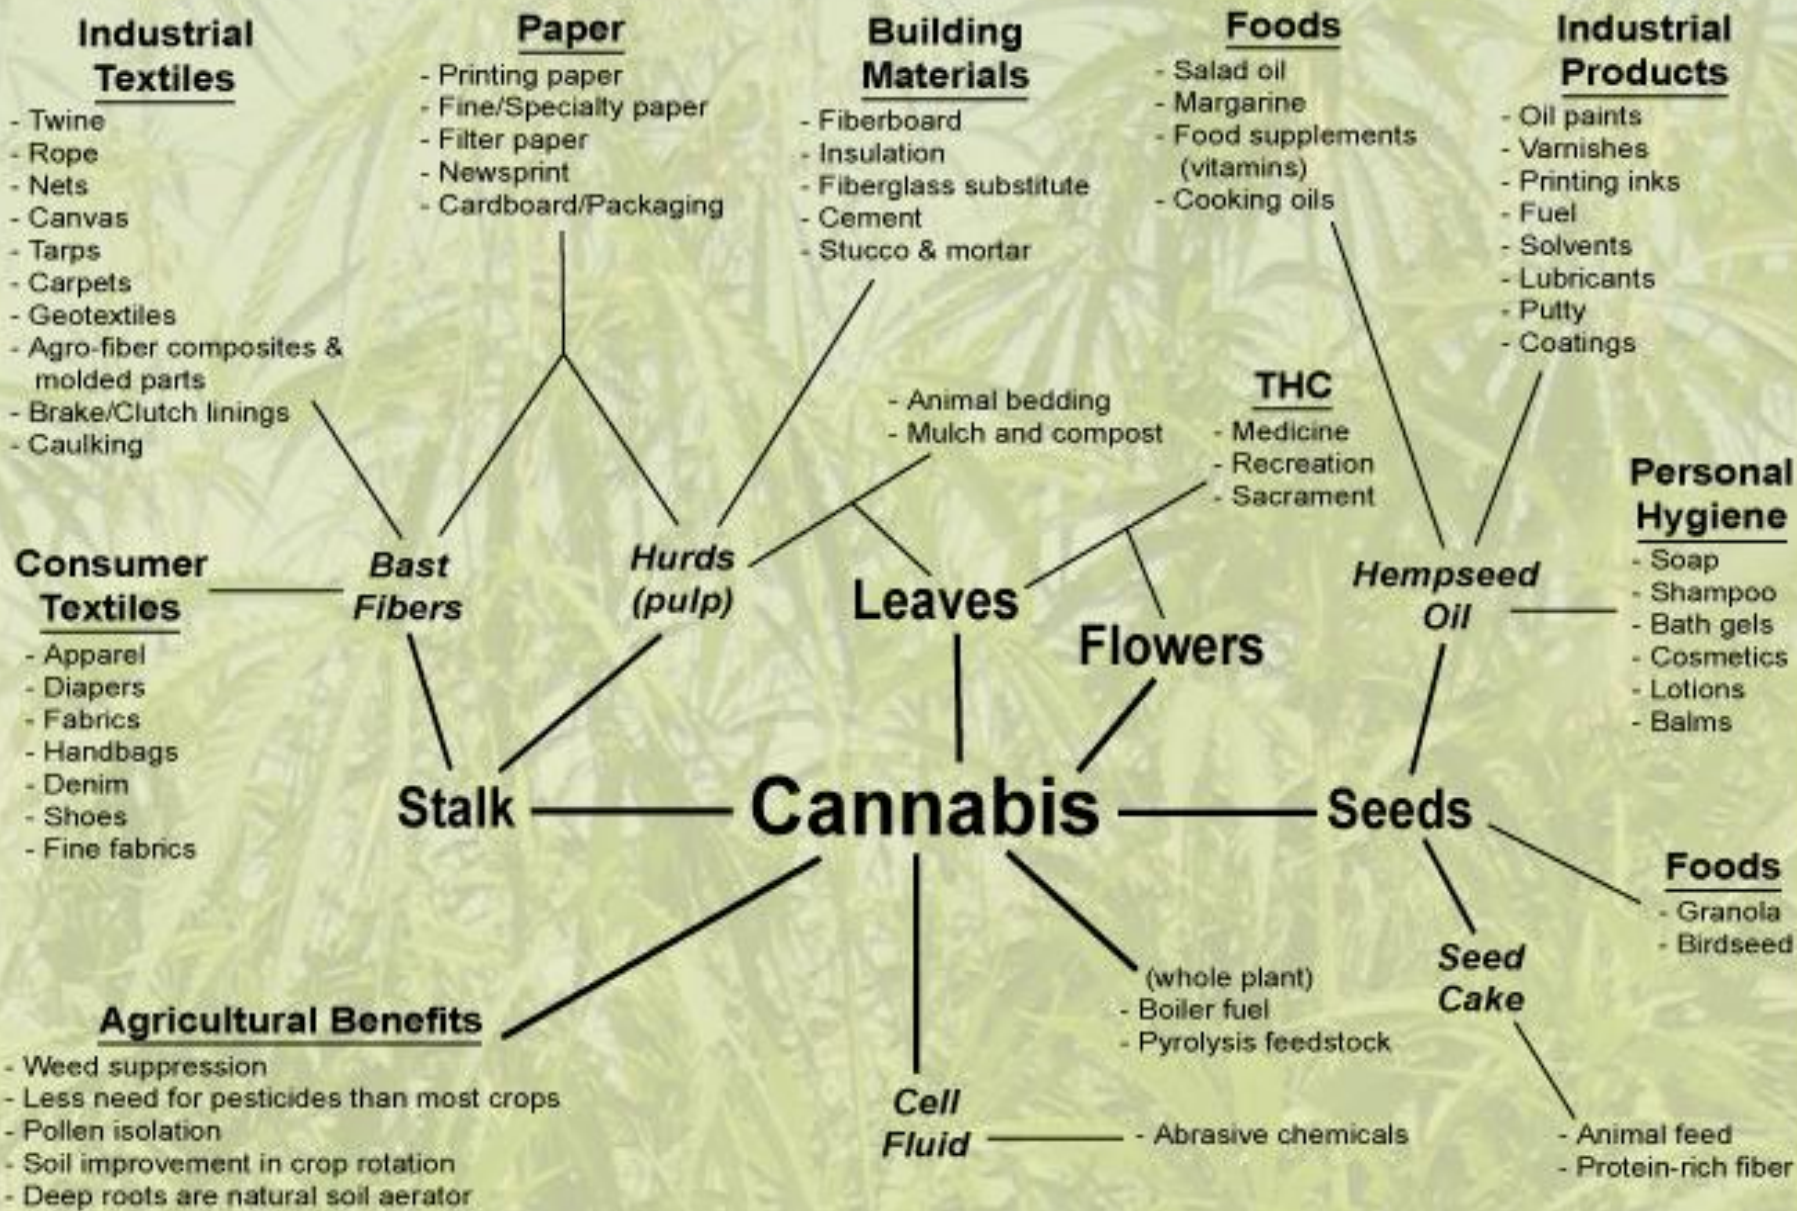 Industrial
Textiles
- Twine
- Rope
- Nets
- Canvas
- Tarps
- Carpets
- Geotextiles
- Agro-fiber composites &
molded parts
- Brake/Clutch linings
- Caulking
Paper
- Printing paper
- Fine/Specialty paper
- Filter paper
- Newsprint
- Cardboard/Packaging
Building
Materials
- Fiberboard
- Insulation
- Fiberglass substitute
- Cement
- Stucco & mortar
Foods
- Salad oil
- Margarine
- Food supplements
(vitamins)
- Cooking oils
Industrial
Products
- Oil paints
- Varnishes
- Printing inks
- Fuel
- Solvents
- Lubricants
- Putty
- Coatings
- Animal bedding
- Mulch and compost
THC
- Medicine
- Recreation
- Sacrament
Personal
Hygiene
- Soap
- Shampoo
- Bath gels
- Cosmetics
- Lotions
- Balms
Consumer
Textiles
- Apparel
- Diapers
- Fabrics
- Handbags
- Denim
- Shoes
- Fine fabrics
Bast
Fibers
Hurds
(pulp)
Leaves
Flowers
Hempseed
Oil
Stalk
Cannabis
Seeds
Foods
- Granola
- Birdseed
Seed
Cake
(whole plant)
- Boiler fuel
- Pyrolysis feedstock
Agricultural Benefits
- Weed suppression
- Less need for pesticides than most crops
- Pollen isolation
- Soil improvement in crop rotation
- Deep roots are natural soil aerator
Cell
Fluid
- Abrasive chemicals
- Animal feed
- Protein-rich fiber